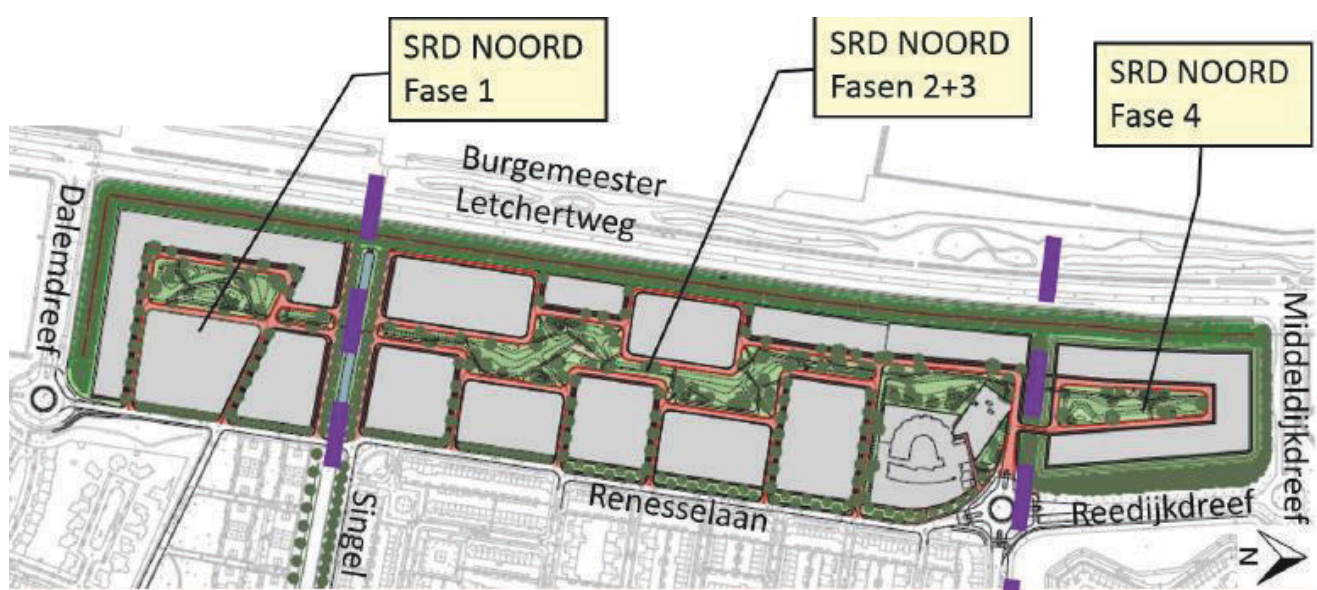 SRD NOORD
Fase 1
SRD NOORD
Fasen 2+3
SRD NOORD
Fase 4
Burgemeester
Letchertweg
Dalemdreef
Singel
Renesselaan
Reedijkdreef
Middeldijkdreef
N